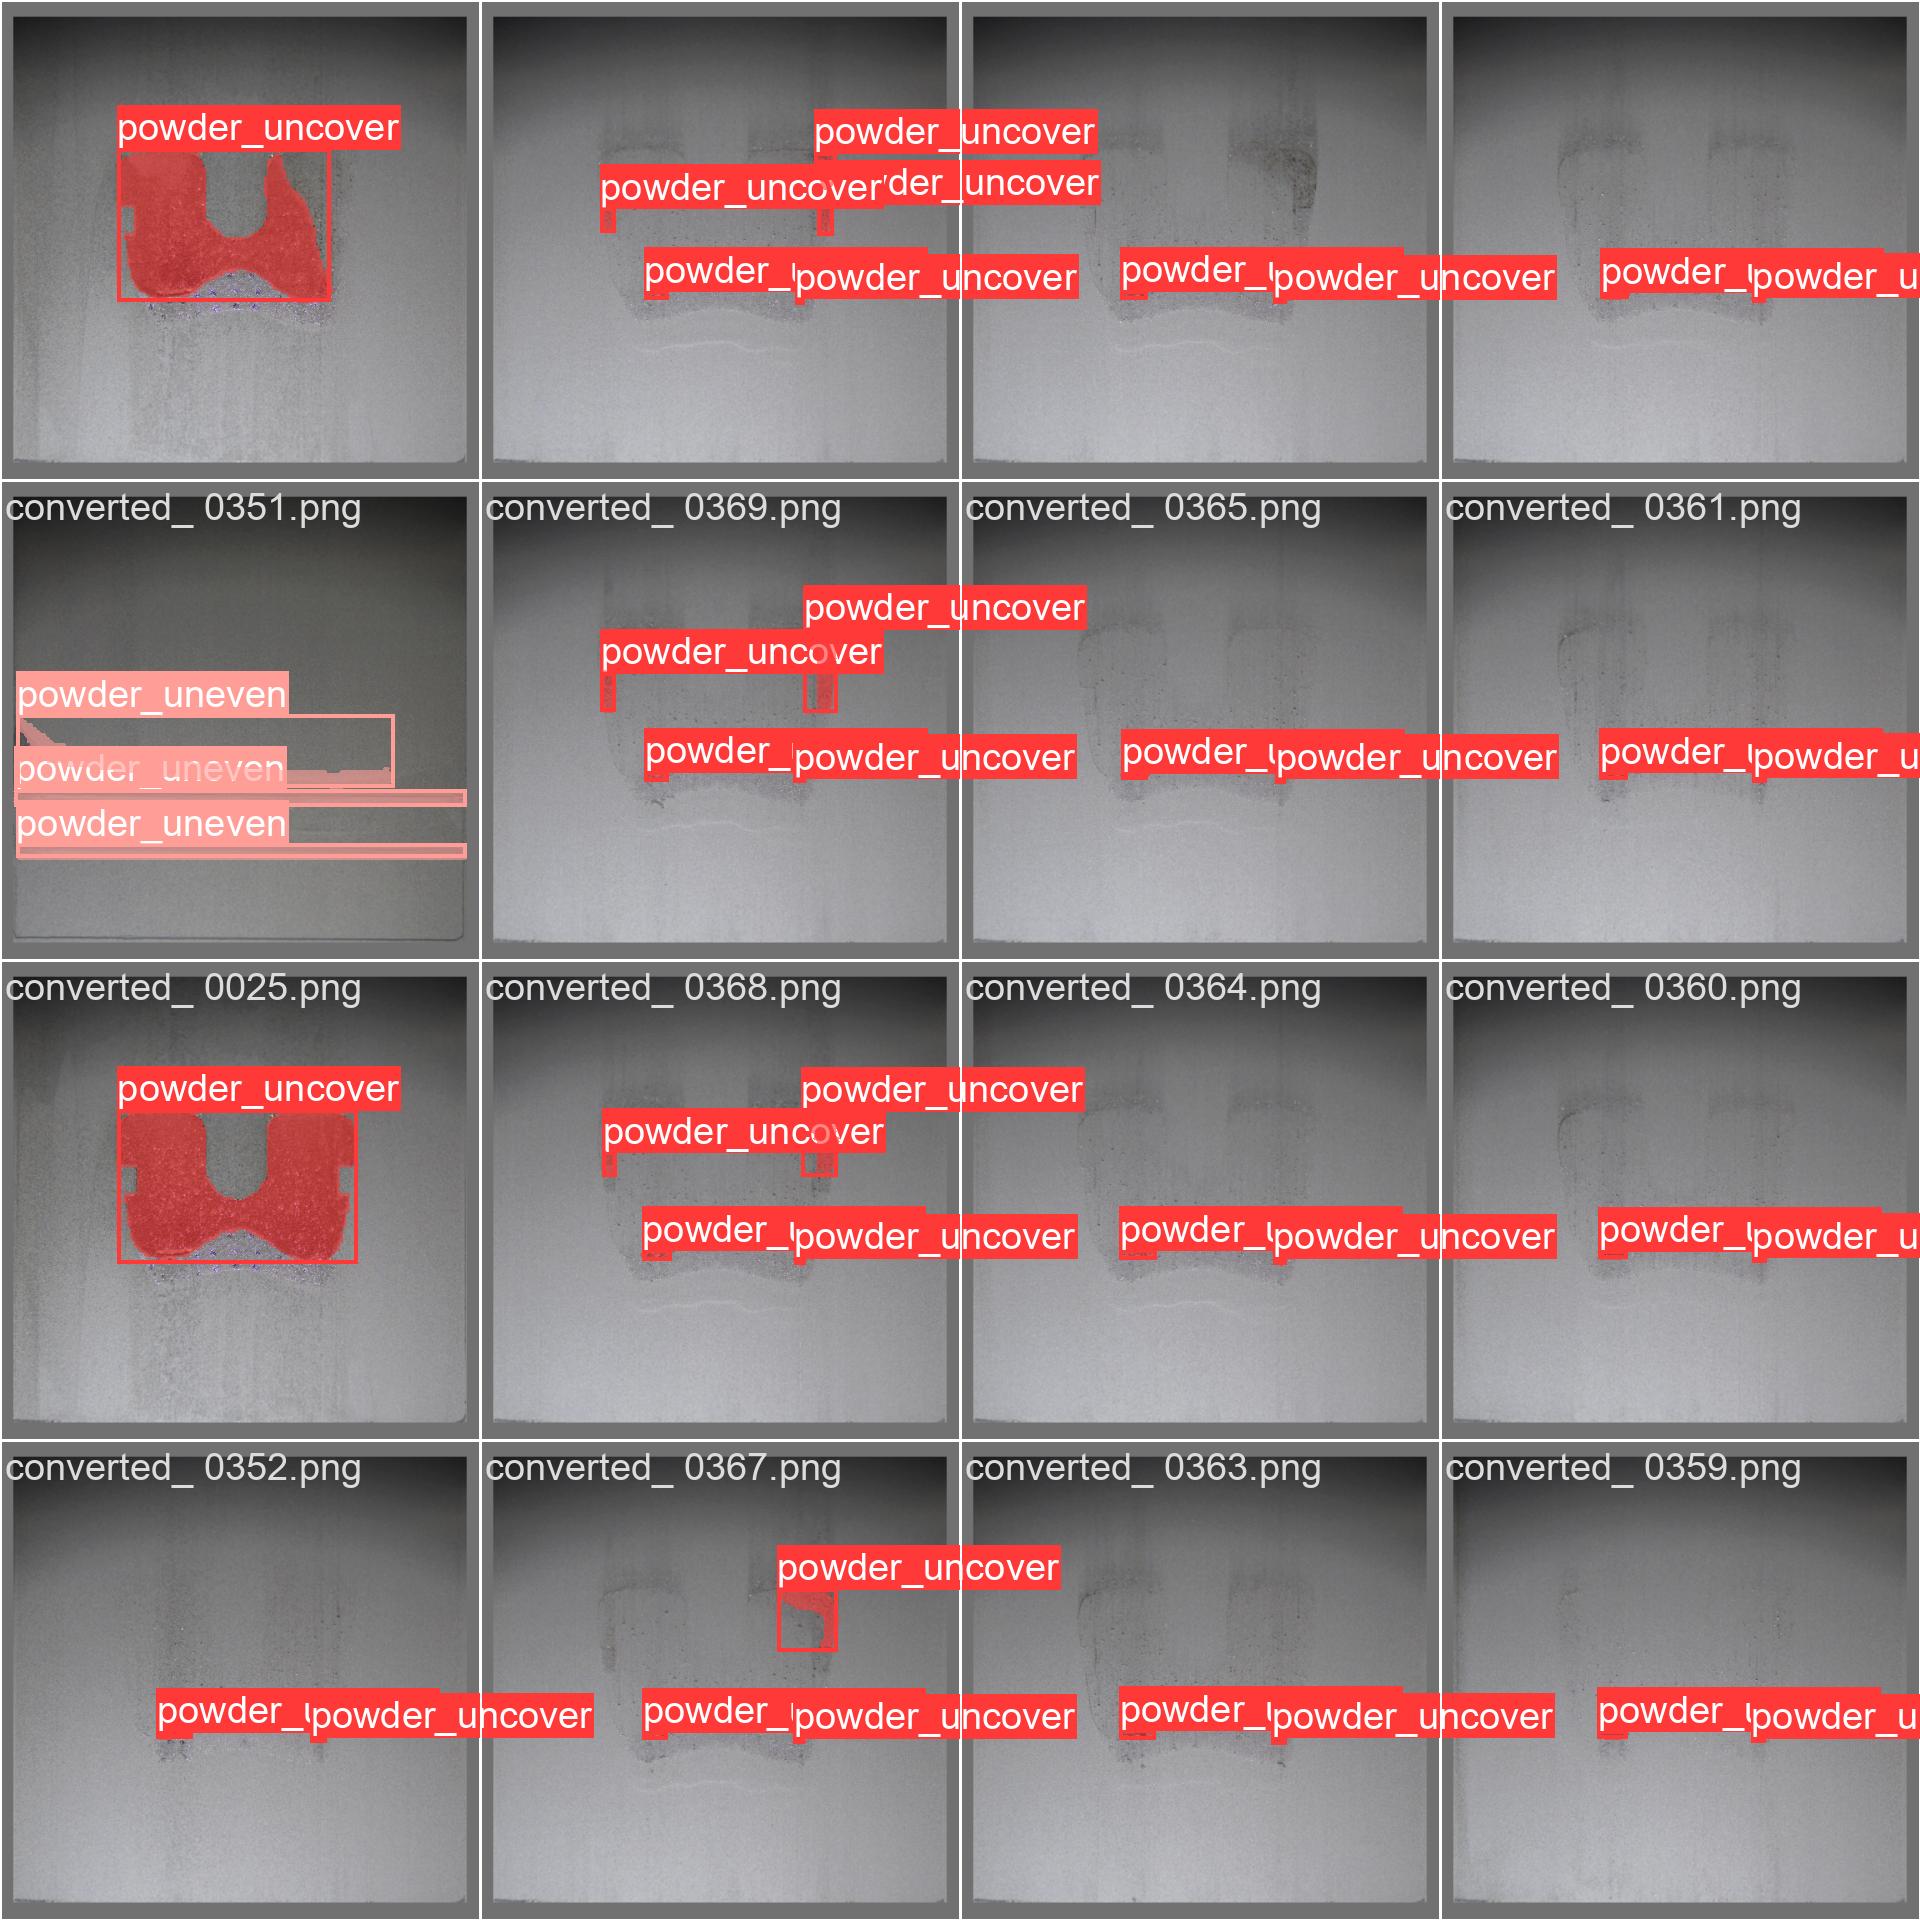 powder_uncover
powder_uncover
powder_uncover
der_uncover
powder_
powder_uncover
powder_
powder_uncover
powder_
powder_u
converted_ 0351.png
converted_ 0369.png
converted_ 0365.png
converted_ 0361.png
powder_uneven
powder_uneven
powder_uneven
powder_uncover
powder_uncover
powder_
powder_uncover
powder_
powder_uncover
powder_
powder_u
converted_ 0025.png
converted_ 0368.png
converted_ 0364.png
converted_ 0360.png
powder_uncover
powder_uncover
powder_uncover
powder_
powder_uncover
powder_
powder_uncover
powder_
powder_u
converted_ 0352.png
converted_ 0367.png
converted_ 0363.png
converted_ 0359.png
powder_uncover
powder_
powder_uncover
powder_
powder_uncover
powder_
powder_uncover
powder_
powder_u